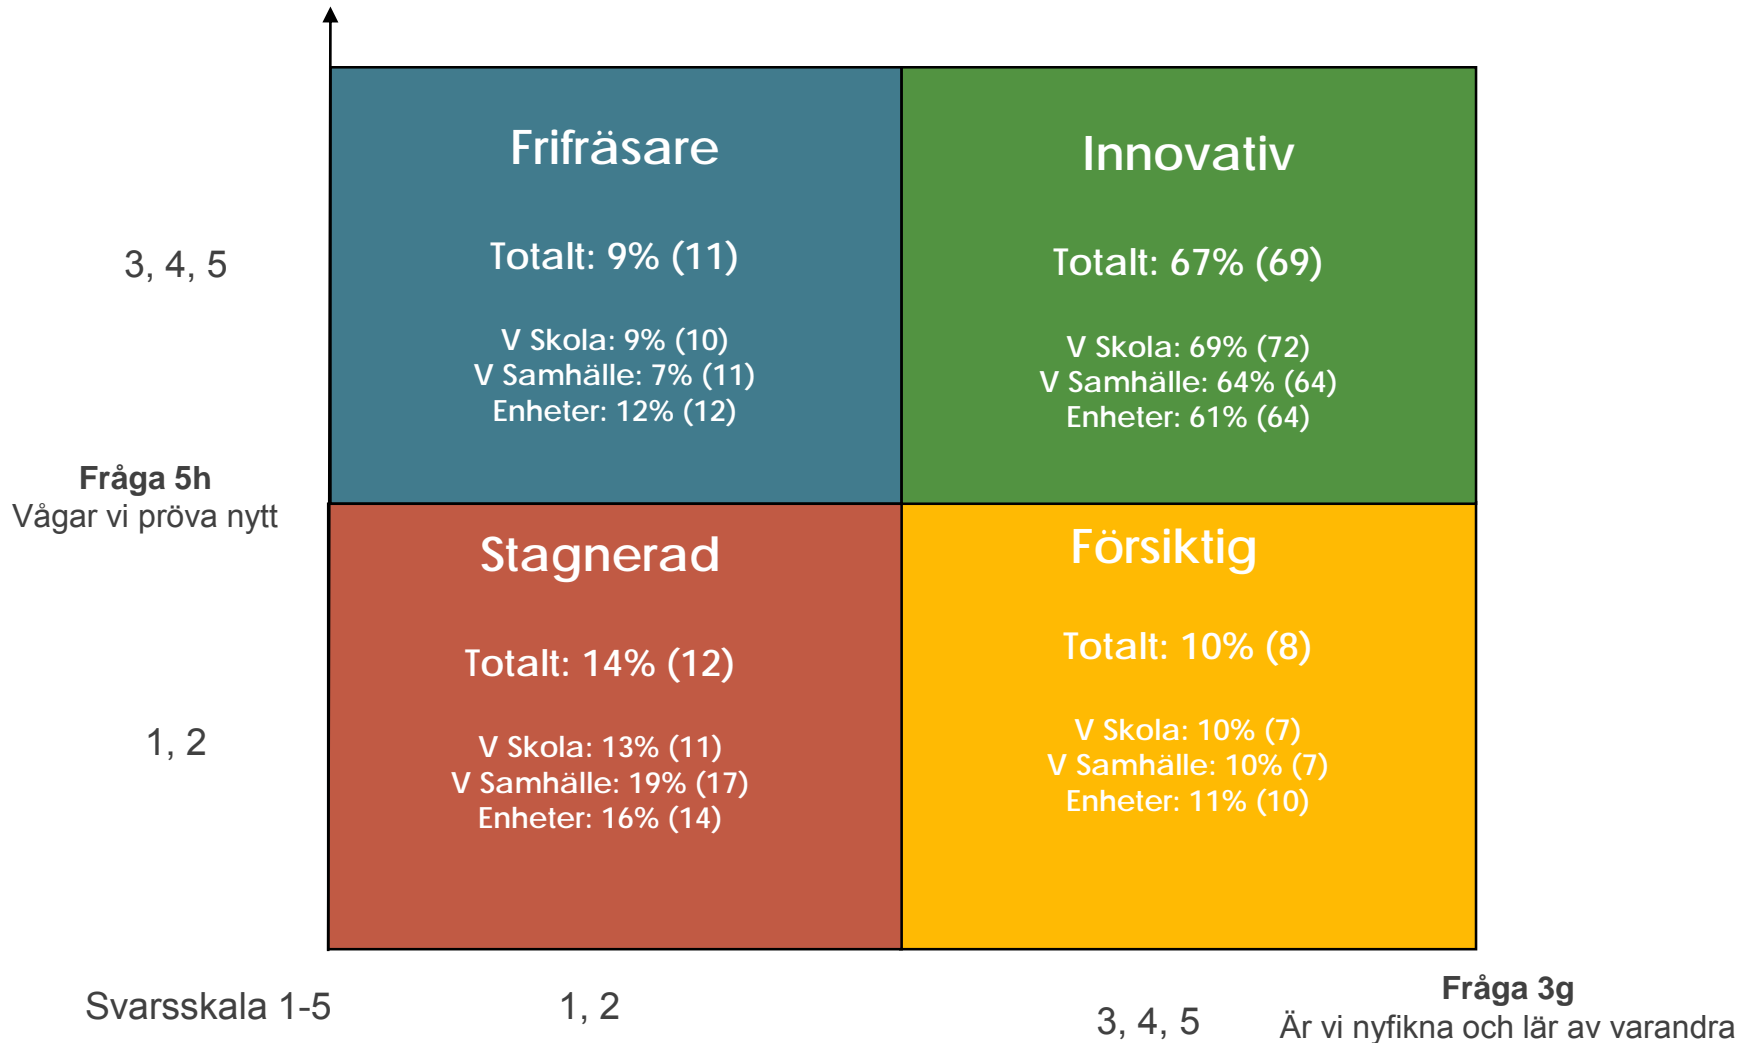 Frifräsare
Totalt: 9% (11)
V Skola: 9% (10)
V Samhälle: 7% (11)
Enheter: 12% (12)
Innovativ
Totalt: 67% (69)
V Skola: 69% (72)
V Samhälle: 64% (64)
Enheter: 61% (64)
3, 4, 5
Fråga 5h
Vågar vi pröva nytt
Stagnerad
Totalt: 14% (12)
V Skola: 13% (11)
V Samhälle: 19% (17)
Enheter: 16% (14)
Försiktig
Totalt: 10% (8)
V Skola: 10% (7)
V Samhälle: 10% (7)
Enheter: 11% (10)
1, 2
Svarsskala 1-5
1, 2
3, 4, 5
Fråga 3g
Är vi nyfikna och lär av varandra